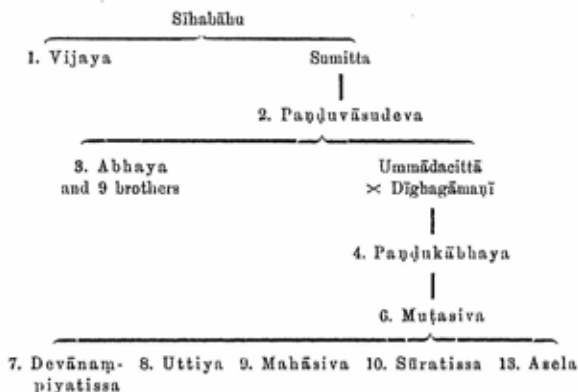 Sīhabāhu
1. Vijaya Sumitta
2. Paṇḍuvāsudeva
3. Abhaya Ummādacittā
and 9 brothers × Dīghagāmaṇī
4. Paṇḍukābhaya
6. Muṭasiva
7. Devānam- 8. Uttiya 9. Mahāsiva 10. Sūratissa 13. Asela
piyatissa